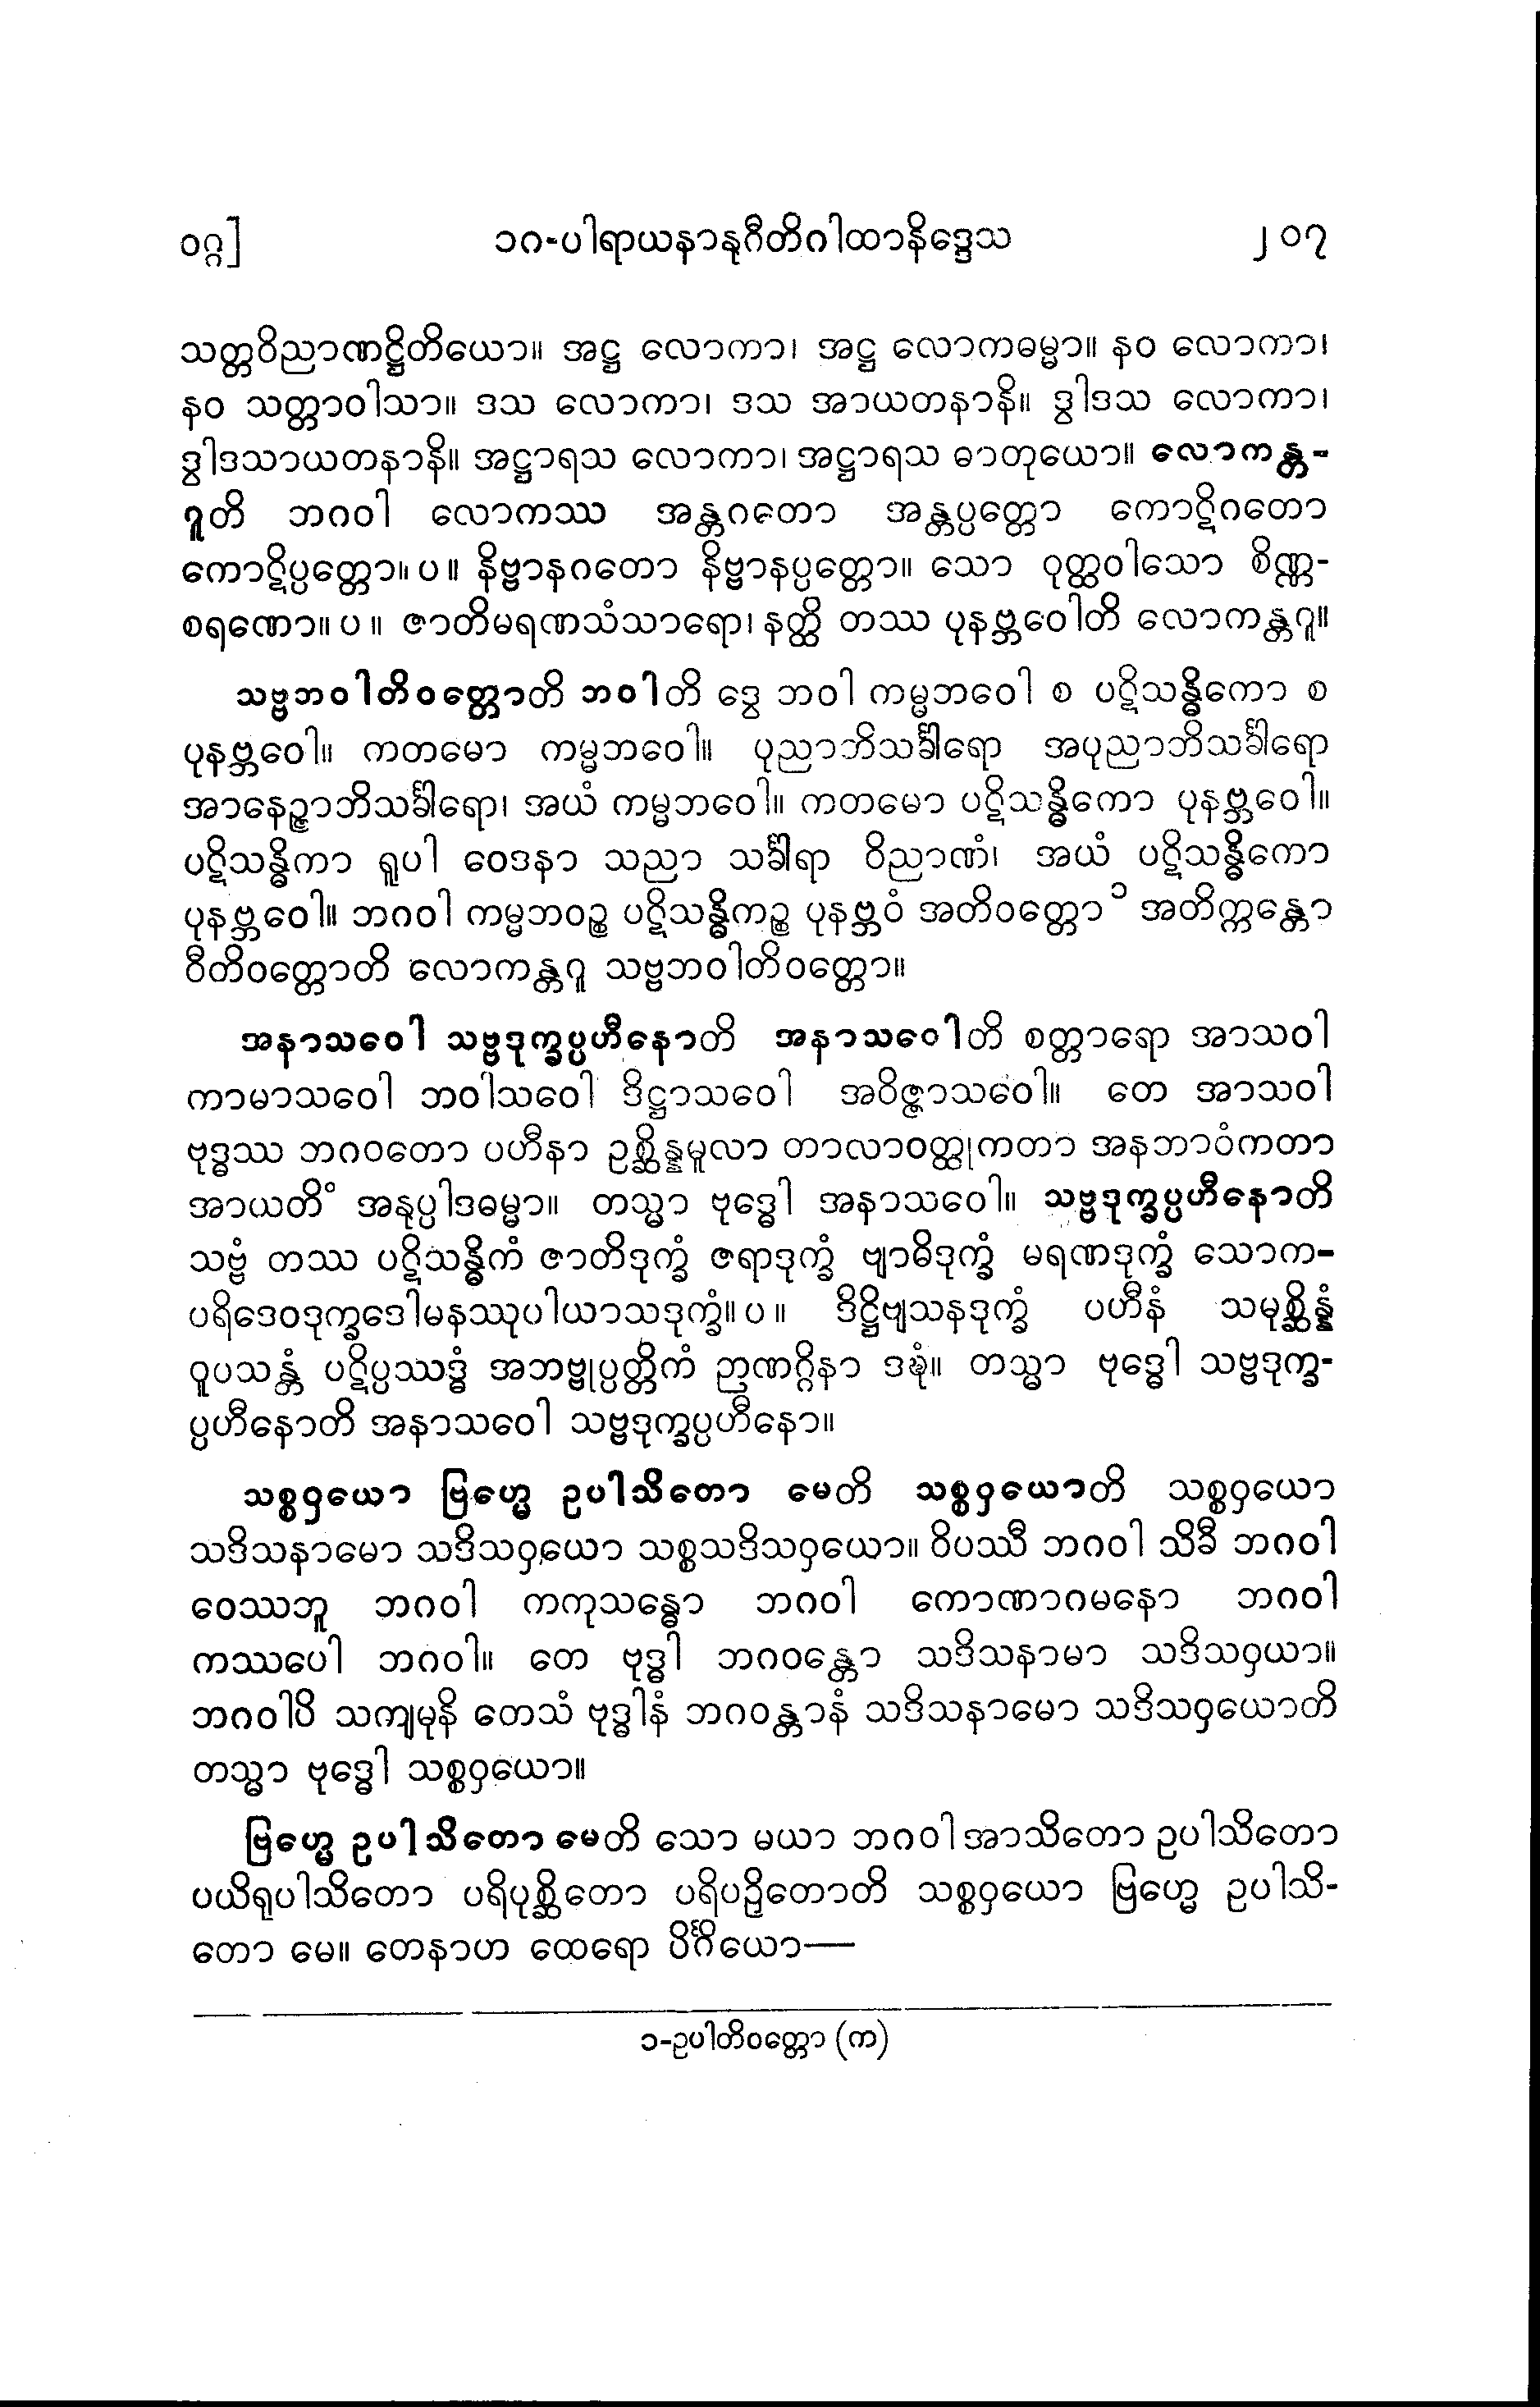 ဝဂ္ဂ] ၁၈-ပါရာယနာနုဂီတိဂါထာနိဒ္ဒေသ ၂၀၇
သတ္တဝိညာဏဋ္ဌိတိယော။ အဋ္ဌ လောကာ၊ အဋ္ဌ လောကဓမ္မာ။ နဝ လောကာ၊
နဝ သတ္တာဝါသာ။ ဒသ လောကာ၊ ဒသ အာယတနာနိ။ ဒွါဒသ လောကာ၊
ဒွါဒသာယတနာနိ။ အဋ္ဌာရသ လောကာ၊ အဋ္ဌာရသ ဓာတုယော။ လောကန္တ-
ဂူတိ ဘဂဝါ လောကဿ အန္တဂတော အန္တပ္ပတ္တော ကောဋိဂတော
ကောဋိပ္ပတ္တော။ ပ ။ နိဗ္ဗာနဂတော နိဗ္ဗာနပ္ပတ္တော။ သော ဝုတ္ထဝါသော စိဏ္ဏ-
စရဏော။ ပ ။ ဇာတိမရဏသံသာရော၊ နတ္ထိ တဿ ပုနဗ္ဘဝေါတိ လောကန္တဂူ။
သဗ္ဗဘဝါတိဝတ္တောတိ ဘဝါတိ ဒွေ ဘဝါ ကမ္မဘဝေါ စ ပဋိသန္ဓိကော စ
ပုနဗ္ဘဝေါ။ ကတမော ကမ္မဘဝေါ။ ပုညာဘိသင်္ခါရော အပုညာဘိသင်္ခါရော
အာနေဉ္ဇာဘိသင်္ခါရော၊ အယံ ကမ္မဘဝေါ။ ကတမော ပဋိသန္ဓိကော ပုနဗ္ဘဝေါ။
ပဋိသန္ဓိကာ ရူပါ ဝေဒနာ သညာ သင်္ခါရာ ဝိညာဏံ၊ အယံ ပဋိသန္ဓိကော
ပုနဗ္ဘဝေါ။ ဘဂဝါ ကမ္မဘဝဉ္စ ပဋိသန္ဓိကဉ္စ ပုနဗ္ဘဝံ အတိဝတ္တော ၁ အတိက္ကန္တော
ဝီတိဝတ္တောတိ လောကန္တဂူ သဗ္ဗဘဝါတိဝတ္တော။
အနာသဝေါ သဗ္ဗဒုက္ခပ္ပဟီနောတိ အနာသဝေါတိ စတ္တာရော အာသဝါ
ကာမာသဝေါ ဘဝါသဝေါ ဒိဋ္ဌာသဝေါ အဝိဇ္ဇာသဝေါ။ တေ အာသဝါ
ဗုဒ္ဓဿ ဘဂဝတော ပဟီနာ ဥစ္ဆိန္နမူလာ တာလာဝတ္ထုကတာ အနဘာဝံကတာ
အာယတိံ အနုပ္ပါဒဓမ္မာ။ တသ္မာ ဗုဒ္ဓေါ အနာသဝေါ။ သဗ္ဗဒုက္ခပ္ပဟီနောတိ
သဗ္ဗံ တဿ ပဋိသန္ဓိကံ ဇာတိဒုက္ခံ ဇရာဒုက္ခံ ဗျာဓိဒုက္ခံ မရဏဒုက္ခံ သောက-
ပရိဒေဝဒုက္ခဒေါမနဿုပါယာသဒုက္ခံ။ ပ ။ ဒိဋ္ဌိဗျသနဒုက္ခံ ပဟီနံ သမုစ္ဆိန္နံ
ဝူပသန္တံ ပဋိပ္ပဿဒ္ဓံ အဘဗ္ဗုပ္ပတ္တိကံ ဉာဏဂ္ဂိနာ ဒဍ္ဎံ။ တသ္မာ ဗုဒ္ဓေါ သဗ္ဗဒုက္ခ-
ပ္ပဟီနောတိ အနာသဝေါ သဗ္ဗဒုက္ခပ္ပဟီနော။
သစ္စဝှယော ဗြဟ္မေ ဥပါသိတော မေတိ သစ္စဝှယောတိ သစ္စဝှယော
သဒိသနာမော သဒိသဝှယော သစ္စသဒိသဝှယော။ ဝိပဿီ ဘဂဝါ သိခီ ဘဂဝါ
ဝေဿဘူ ဘဂဝါ ကကုသန္ဓော ဘဂဝါ ကောဏာဂမနော ဘဂဝါ
ကဿပေါ ဘဂဝါ။ တေ ဗုဒ္ဓါ ဘဂဝန္တော သဒိသနာမာ သဒိသဝှယာ။
ဘဂဝါပိ သကျမုနိ တေသံ ဗုဒ္ဓါနံ ဘဂဝန္တာနံ သဒိသနာမော သဒိသဝှယောတိ
တသ္မာ ဗုဒ္ဓေါ သစ္စဝှယော။
ဗြဟ္မေ ဥပါသိတော မေတိ သော မယာ ဘဂဝါ အာသိတော ဥပါသိတော
ပယိရုပါသိတော ပရိပုစ္ဆိတော ပရိပဉှိတောတိ သစ္စဝှယော ဗြဟ္မေ ဥပါသိ-
တော မေ။ တေနာဟ ထေရော ပိင်္ဂိယော—
၁-ဥပါတိဝတ္တော (က)